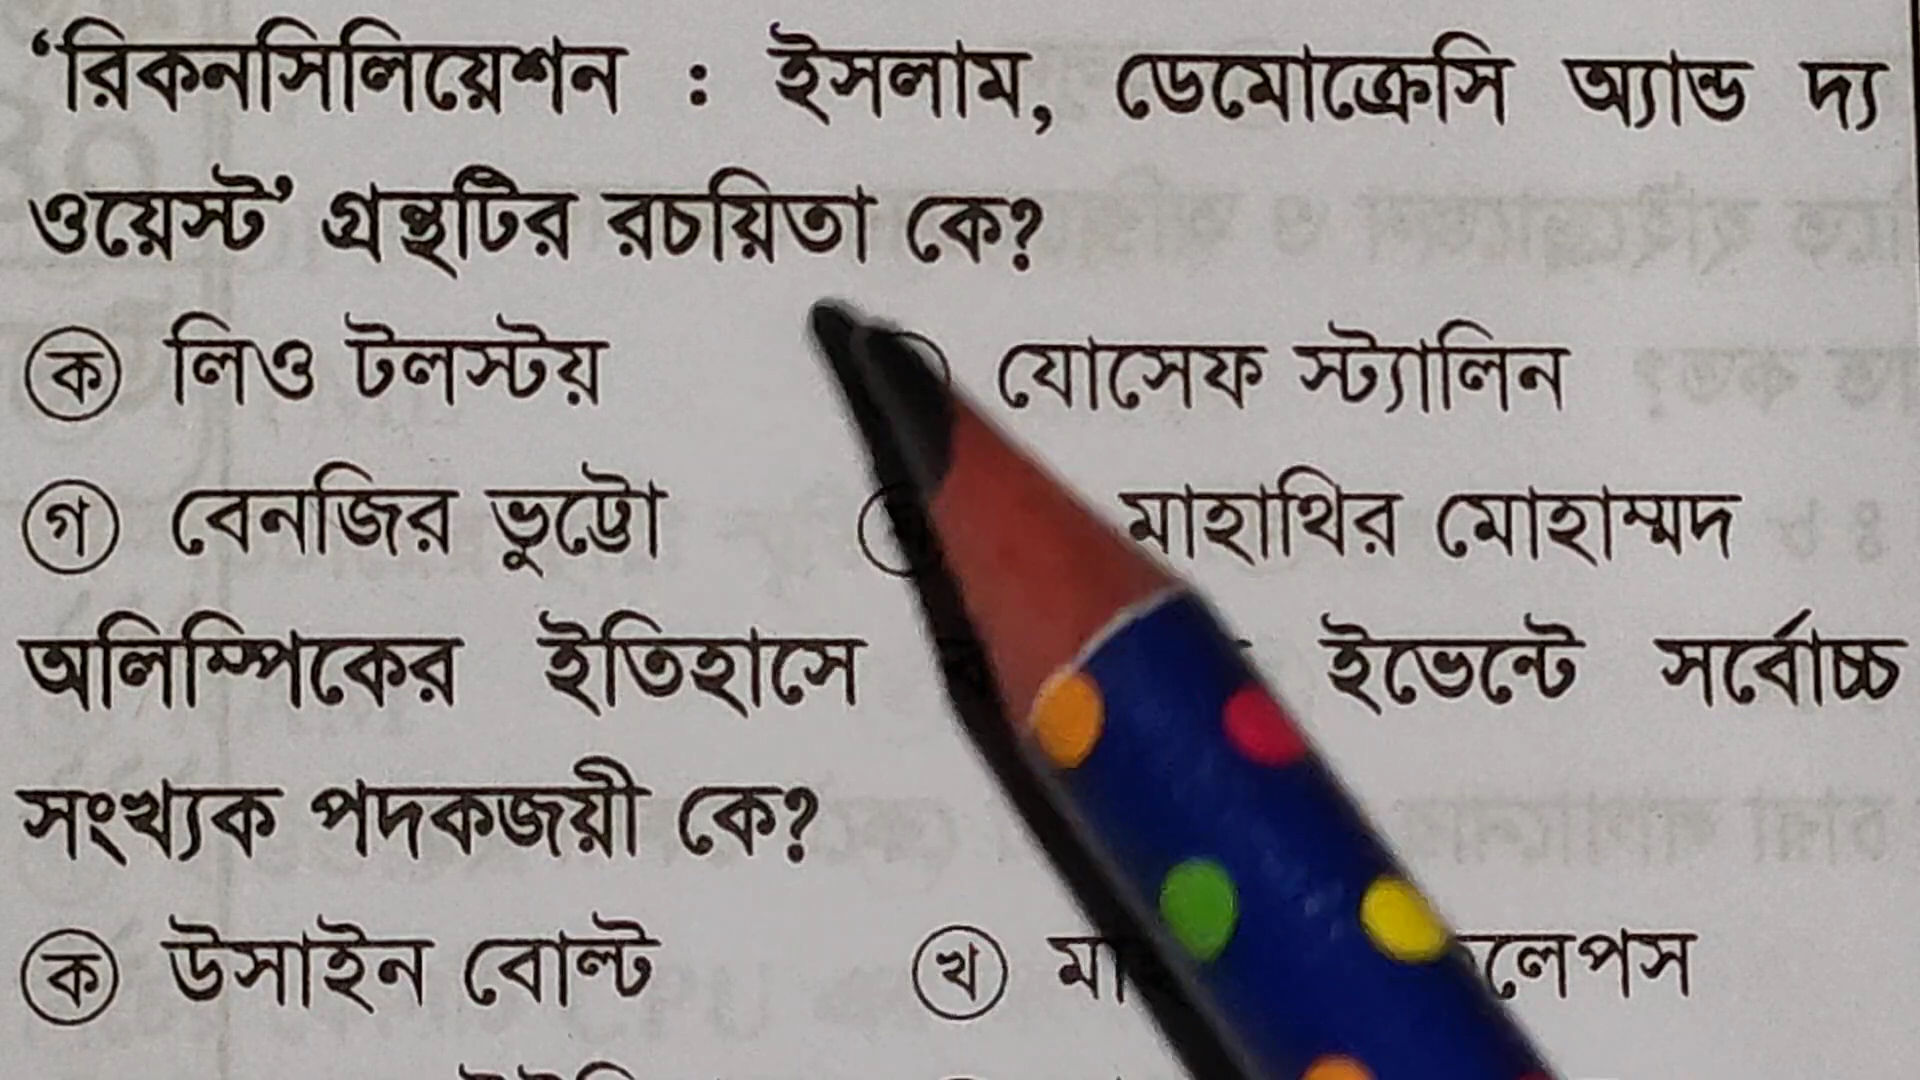 ‘রিকনসিলিয়েশন : ইসলাম, ডেমোক্রেসি অ্যান্ড দ্য
ওয়েস্ট’ গ্রন্থটির রচয়িতা কে?
ক লিও টলস্টয় যোসেফ স্ট্যালিন
গ বেনজির ভুট্টো মাহাথির মোহাম্মদ
অলিম্পিকের ইতিহাসে ইভেন্টে সর্বোচ্চ
সংখ্যক পদকজয়ী কে?
ক উসাইন বোল্ট খ